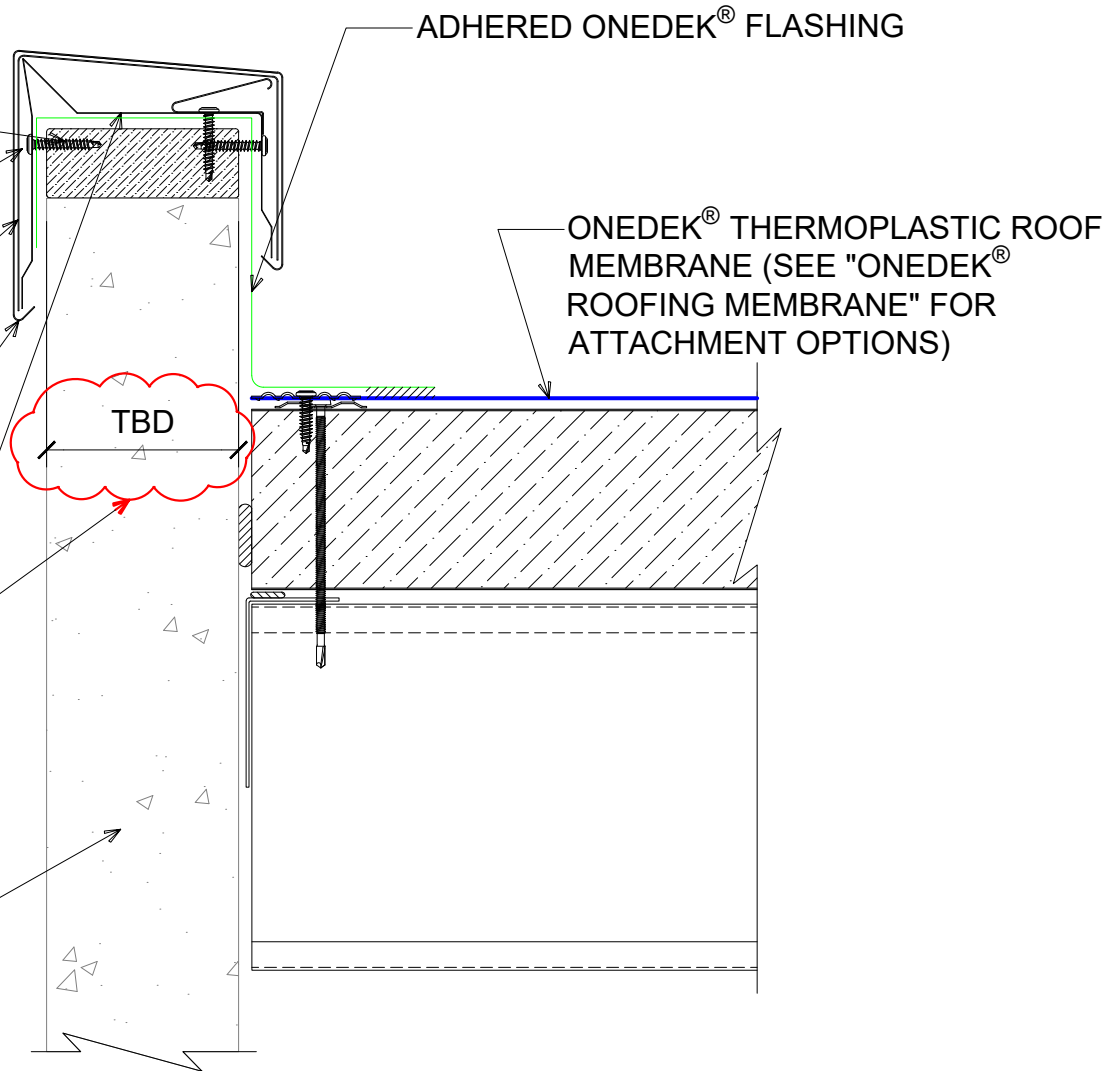 ADHERED ONEDEK® FLASHING
ONEDEK® THERMOPLASTIC ROOF
MEMBRANE (SEE "ONEDEK®
ROOFING MEMBRANE" FOR
ATTACHMENT OPTIONS)
TBD